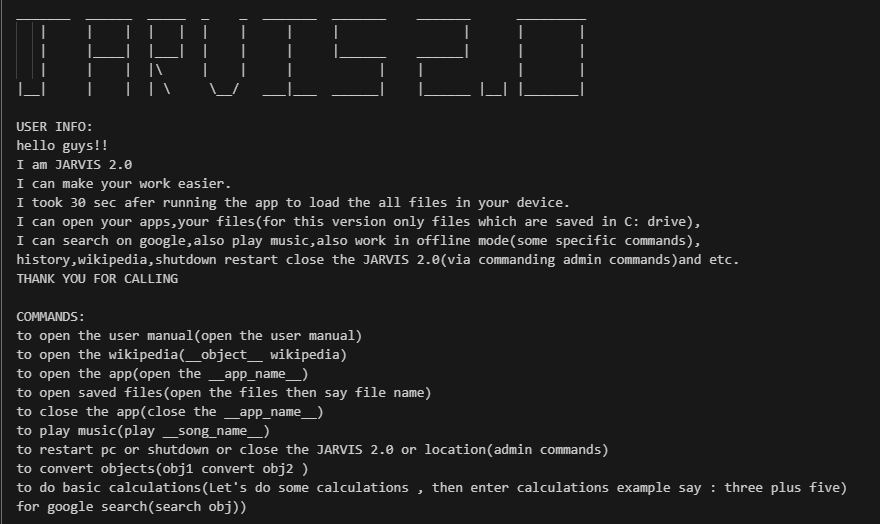 JARVIS 2.0
USER INFO:
hello guys!!
I am JARVIS 2.0
I can make your work easier.
I took 30 sec afer running the app to load the all files in your device.
I can open your apps,your files(for this version only files which are saved in C: drive),
I can search on google,also play music,also work in offline mode(some specific commands),
history,wikipedia,shutdown restart close the JARVIS 2.0(via commanding admin commands)and etc.
THANK YOU FOR CALLING
COMMANDS:
to open the user manual(open the user manual)
to open the wikipedia(__object__ wikipedia)
to open the app(open the __app_name__)
to open saved files(open the files then say file name)
to close the app(close the __app_name__)
to play music(play __song_name__)
to restart pc or shutdown or close the JARVIS 2.0 or location(admin commands)
to convert objects(obj1 convert obj2 )
to do basic calculations(Let's do some calculations , then enter calculations example say : three plus five)
for google search(search obj))